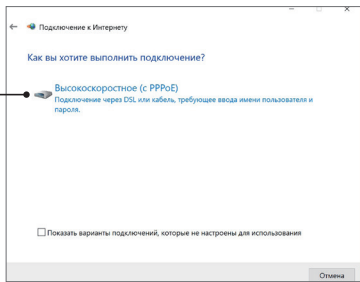 Подключение к Интернету
Как вы хотите выполнить подключение?
Высокоскоростное (с PPPoE)
Подключение через DSL или кабель, требующее ввода имени пользователя и
пароля.
Показать варианты подключений, которые не настроены для использования
Отмена